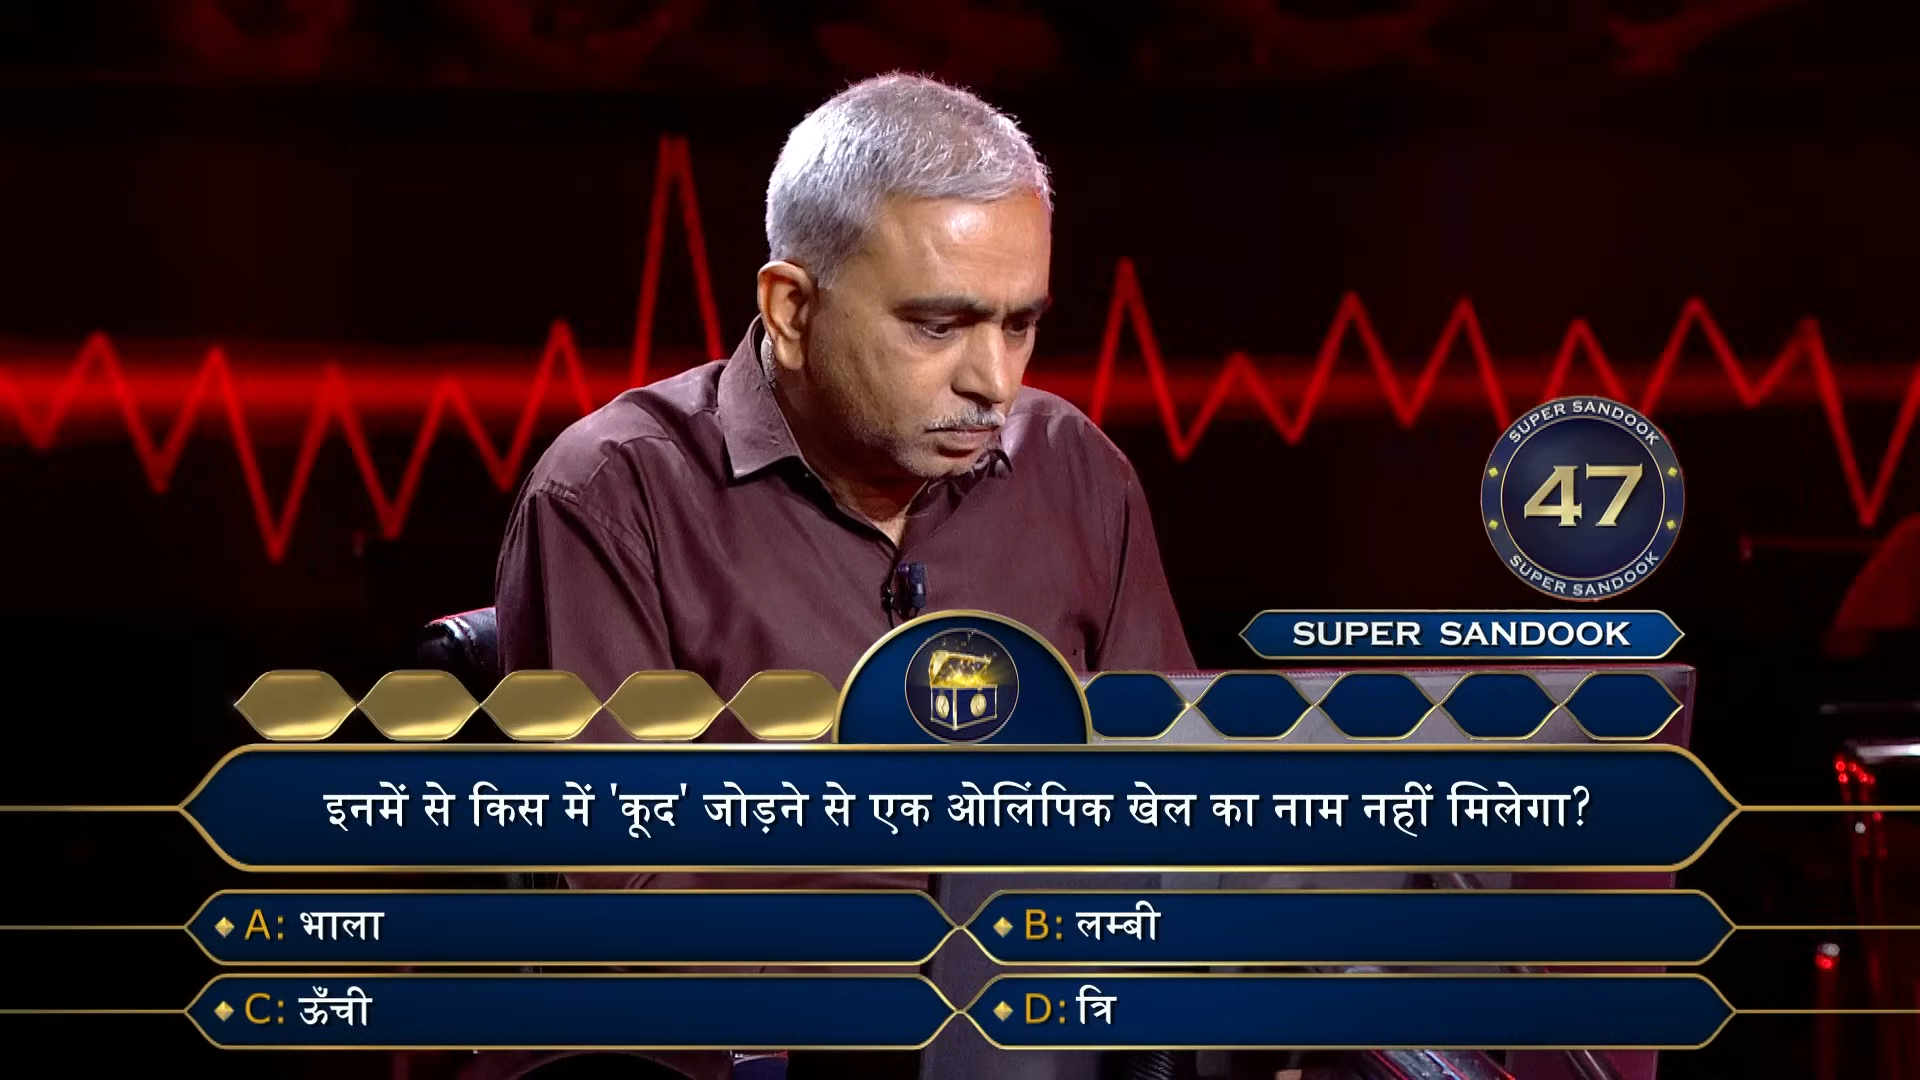 SUPER SANDOOK
47
SUPER SANDOOK
SUPER SANDOOK
इनमें से किस में 'कूद' जोड़ने से एक ओलिंपिक खेल का नाम नहीं मिलेगा?
A: भाला
B: लम्बी
C: ऊँची
D: त्रि